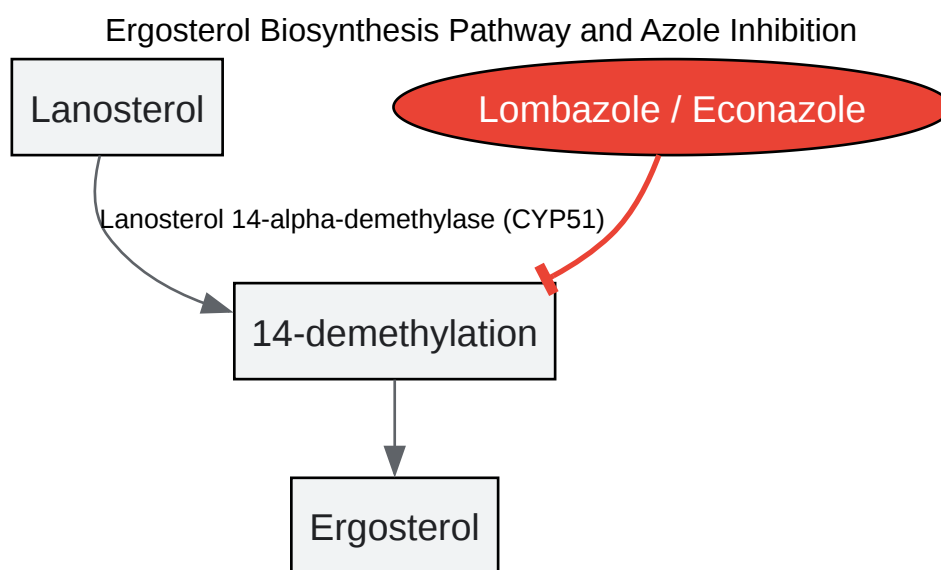 Ergosterol Biosynthesis Pathway and Azole Inhibition
Lanosterol
Lombazole / Econazole
Lanosterol 14-alpha-demethylase (CYP51)
14-demethylation
Ergosterol